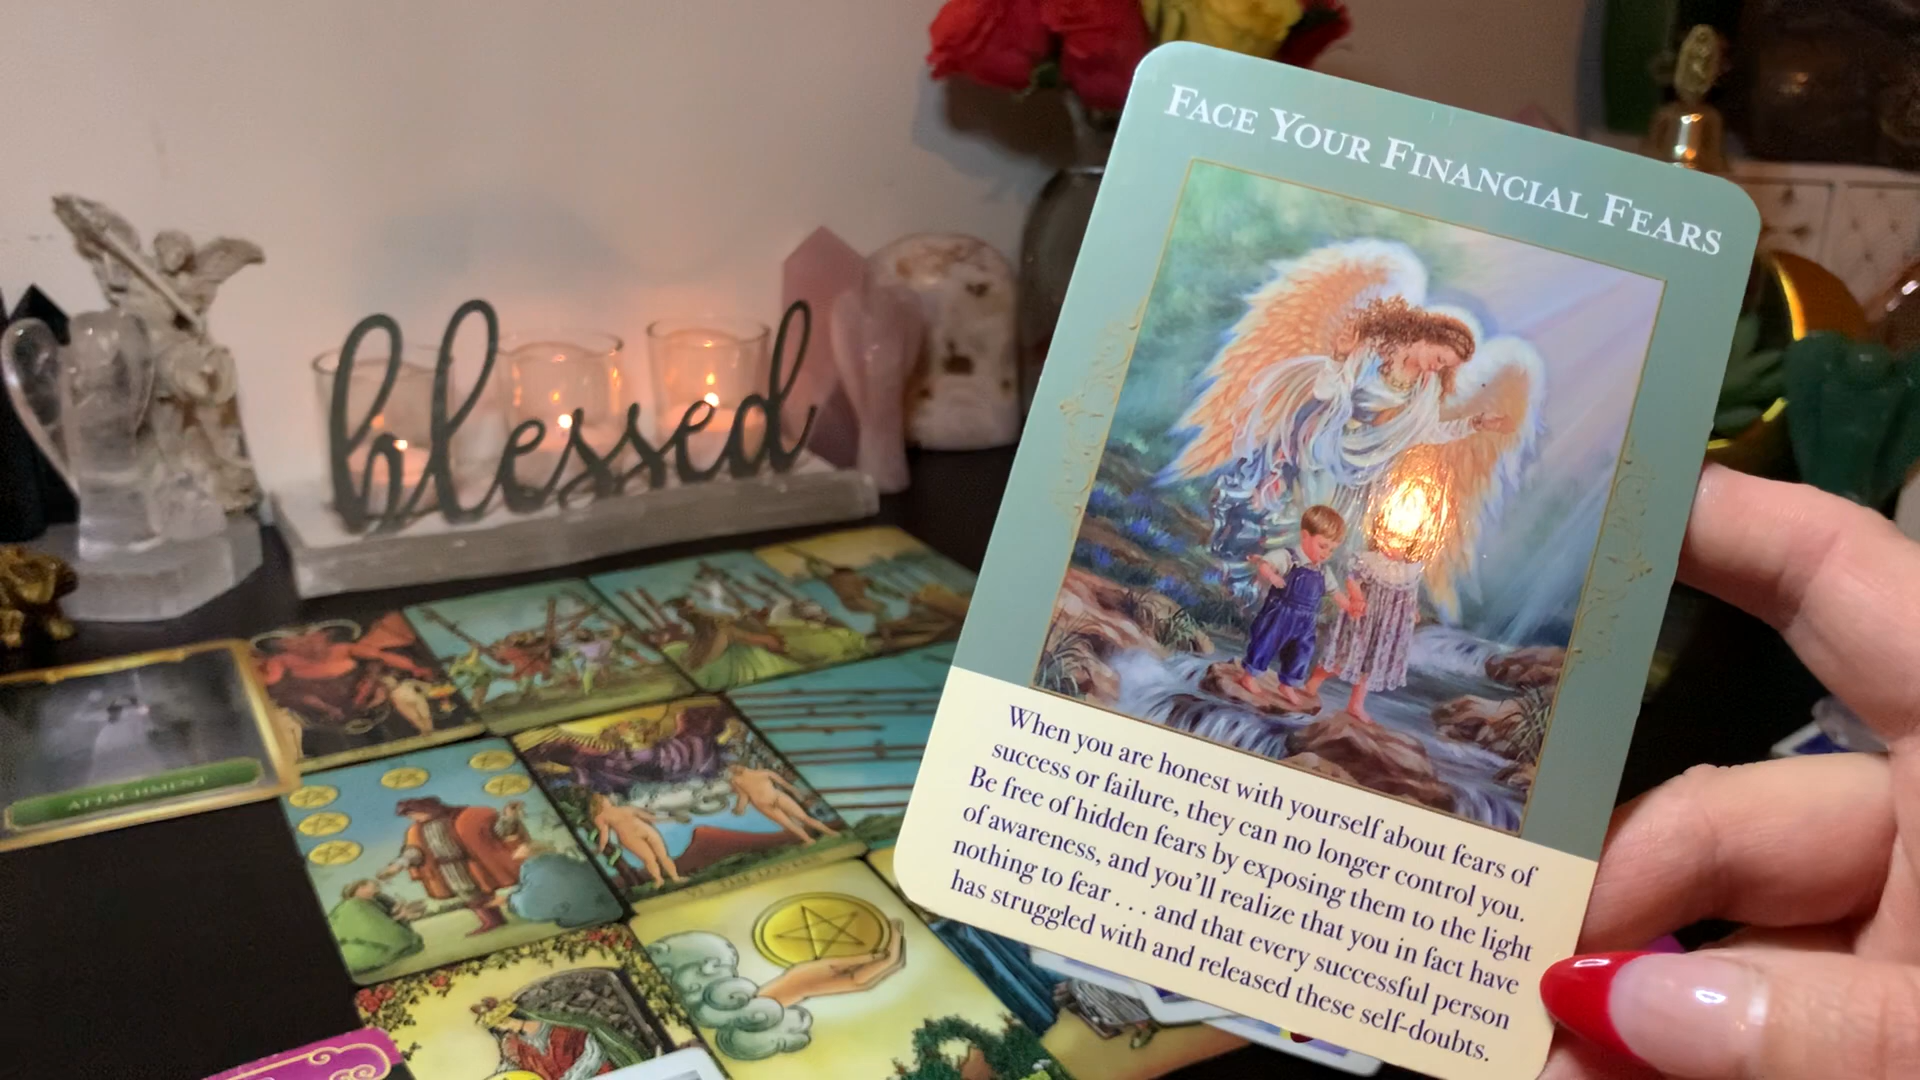 blessed
FACE YOUR FINANCIAL FEARS
When you are honest with yourself about fears of
success or failure, they can no longer control you.
Be free of hidden fears by exposing them to the light
of awareness, and you'll realize that you in fact have
nothing to fear . . . and that every successful person
has struggled with and released these self-doubts.
ATTACHMENT
VI. THE LOVERS.